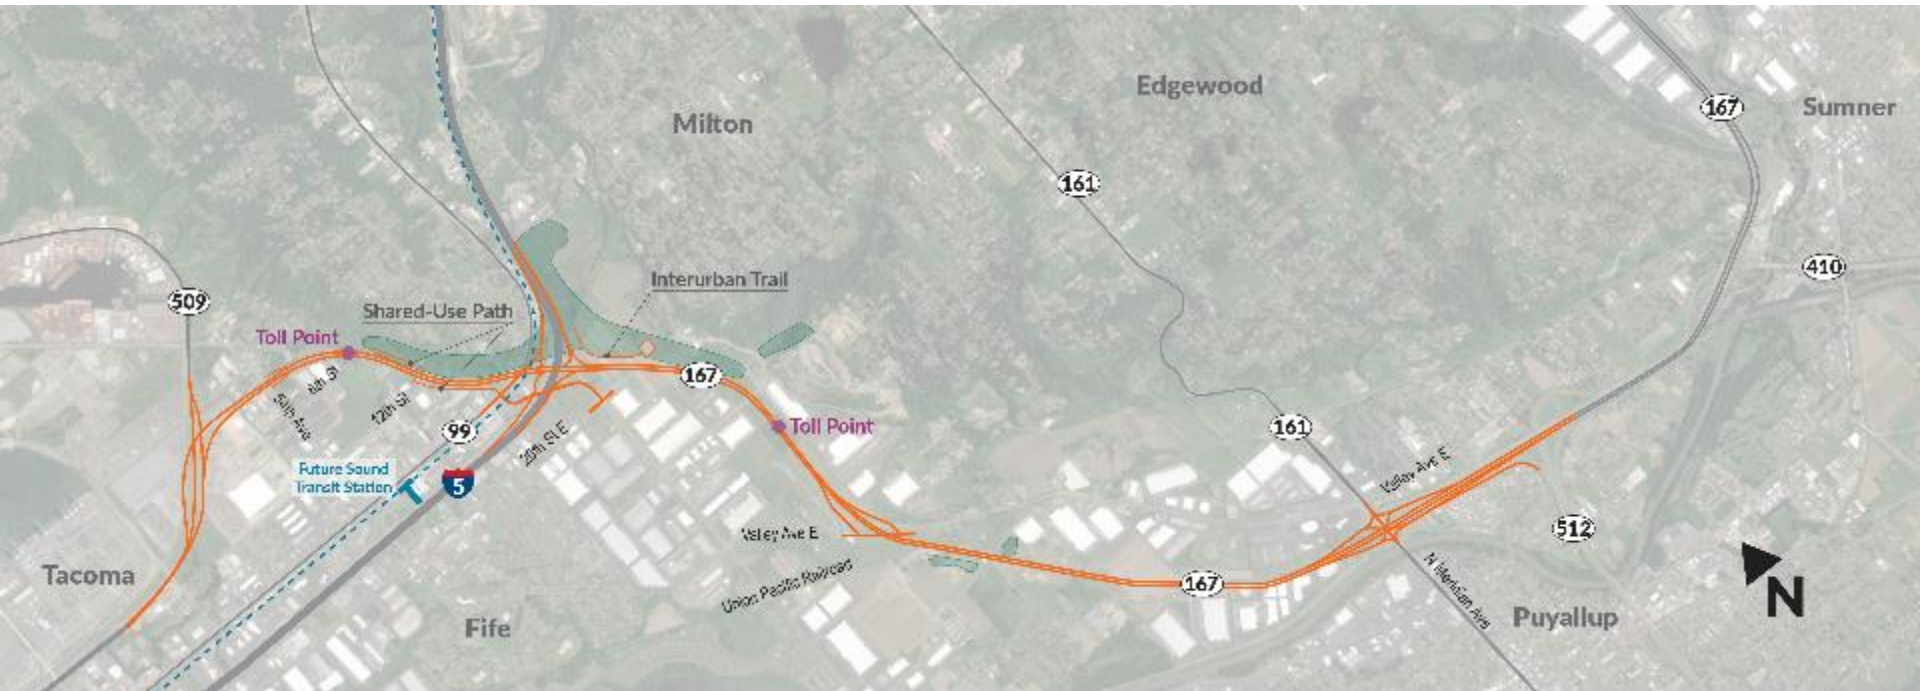 Edgewood
167
Sumner
Milton
161
410
Interurban Trail
509
Shared-Use Path
Toll Point
167
6th St
54th Ave
12th St
99
20th St E
Toll Point
161
Valley Ave E
Future Sound
Transit Station
5
Valley Ave E
512
Tacoma
Union Pacific Railroad
167
N Meridian Ave
N
Fife
Puyallup